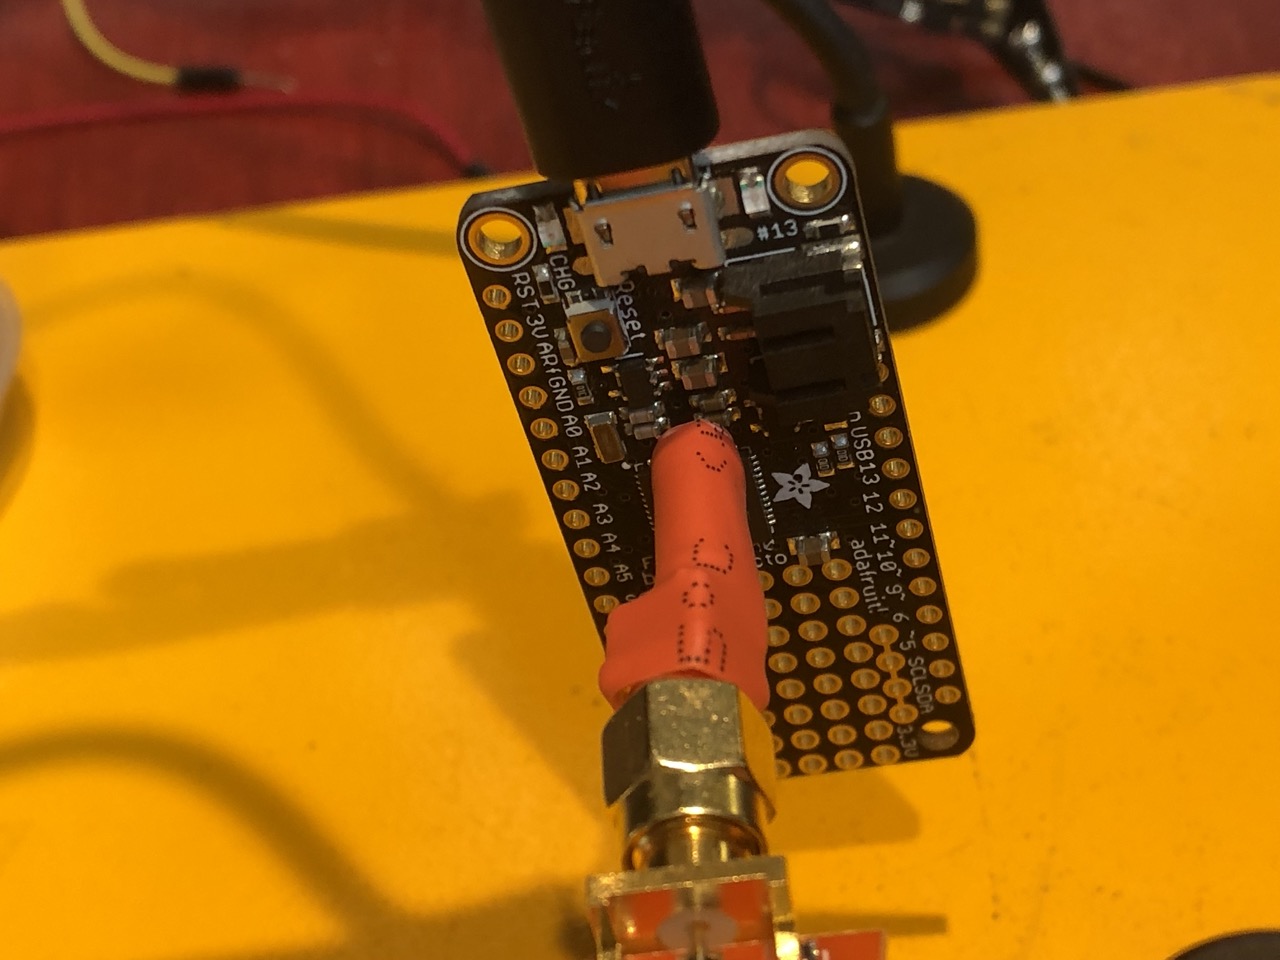 #13
CHG
Reset
RST
3V
ARf
GND
A0
A1
A2
A3
A4
A5
USB
13
12
11~
10~
9~
6
~5
SCL
SDA
adafruit!
3.3V